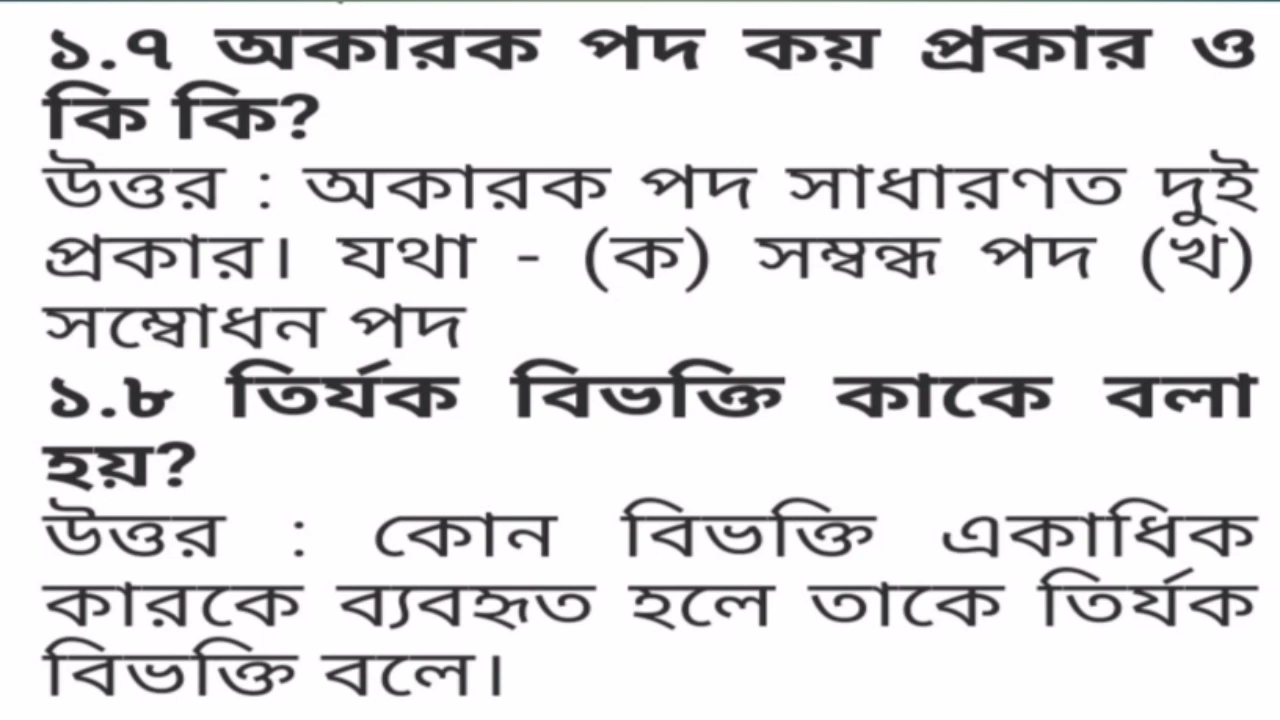 ১.৭ অকারক পদ কয় প্রকার ও
কি কি?
উত্তর : অকারক পদ সাধারণত দুই
প্রকার। যথা - (ক) সম্বন্ধ পদ (খ)
সম্বোধন পদ
১.৮ তির্যক বিভক্তি কাকে বলা
হয়?
উত্তর : কোন বিভক্তি একাধিক
কারকে ব্যবহৃত হলে তাকে তির্যক
বিভক্তি বলে।